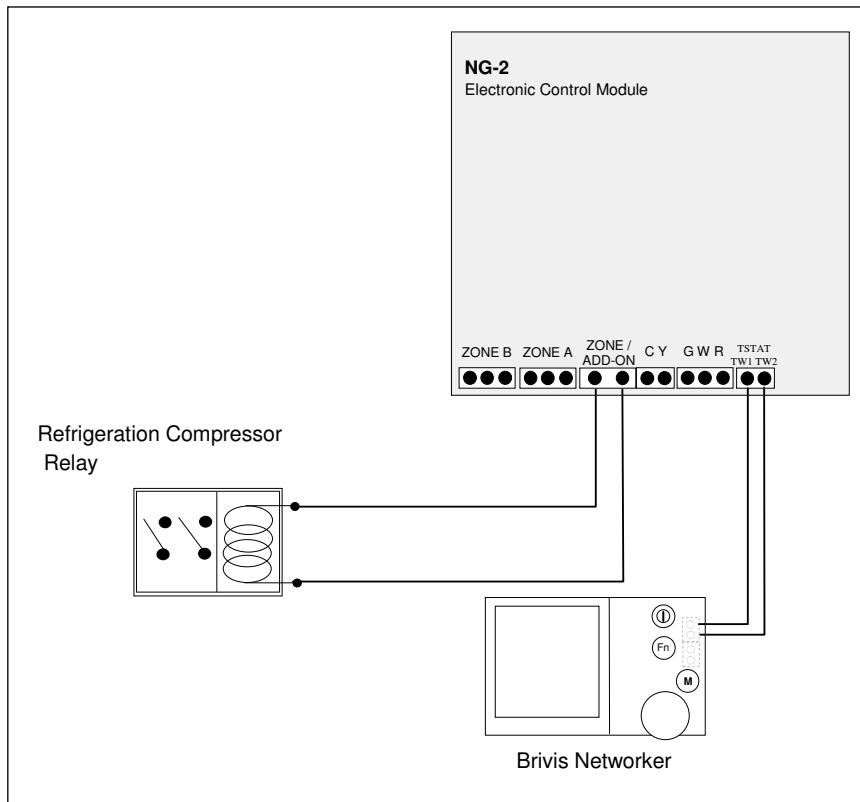 NG-2
Electronic Control Module
ZONE B
ZONE A
ZONE /
ADD-ON
C Y
G W R
TSTAT
TW1 TW2
Refrigeration Compressor
Relay
Fn
M
Brivis Networker